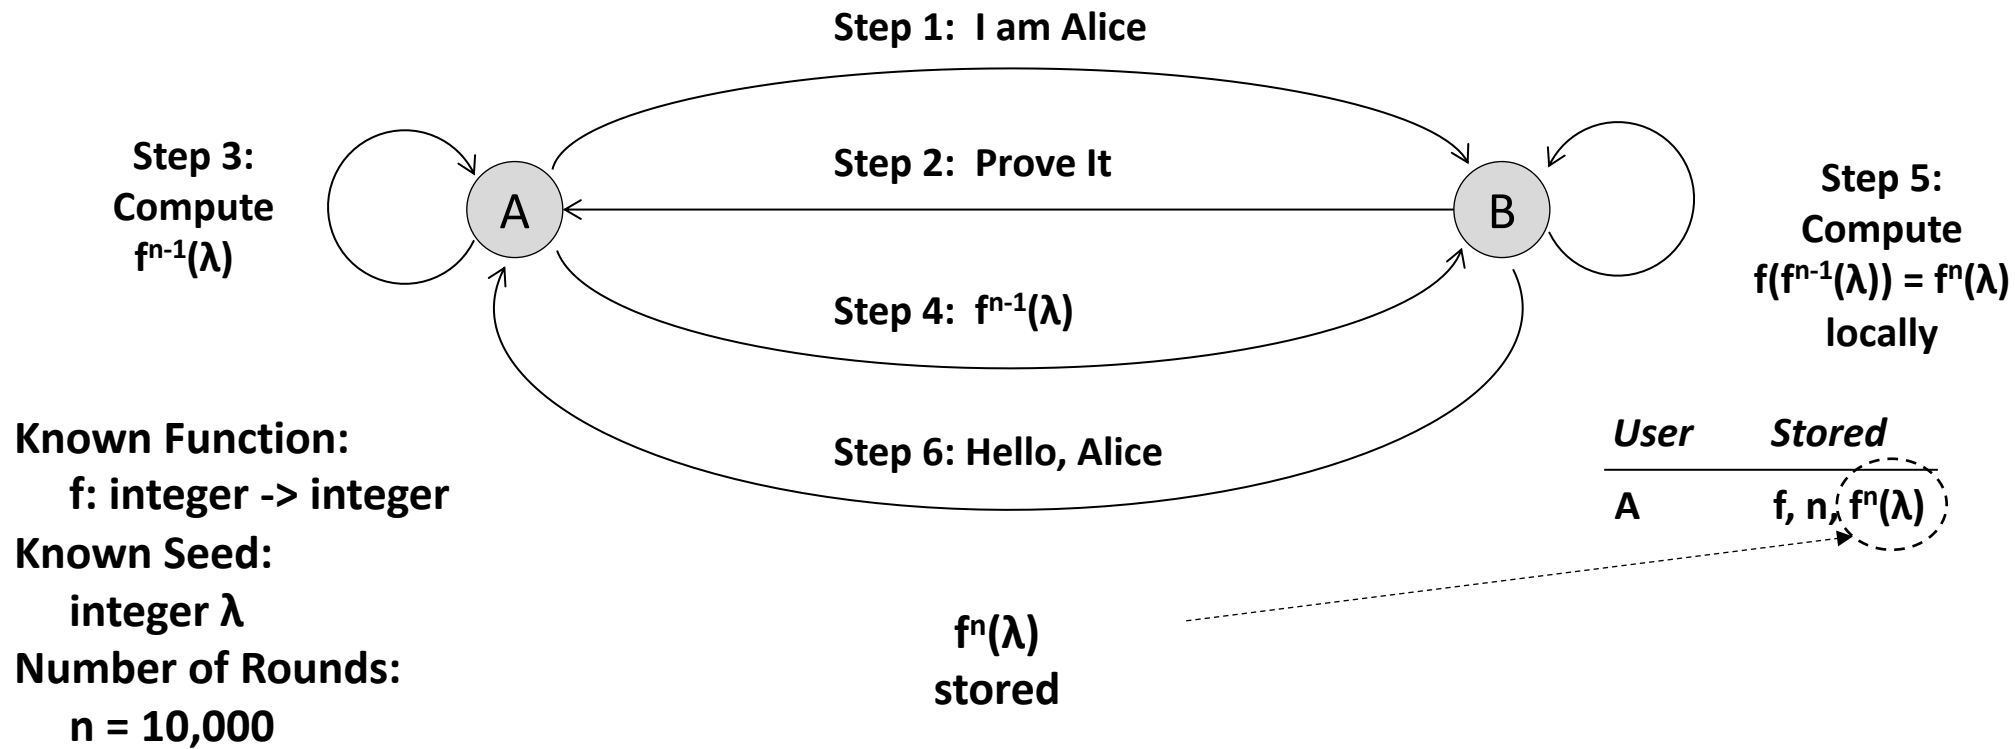 Step 1:  I am Alice
Step 3:
Compute
fⁿ⁻¹(λ)
A
Step 2:  Prove It
B
Step 5:
Compute
f(fⁿ⁻¹(λ)) = fⁿ(λ)
locally
Step 4:  fⁿ⁻¹(λ)
Step 6: Hello, Alice
Known Function:
f: integer -> integer
Known Seed:
integer λ
Number of Rounds:
n = 10,000
User Stored
A f, n, fⁿ(λ)
fⁿ(λ)
stored